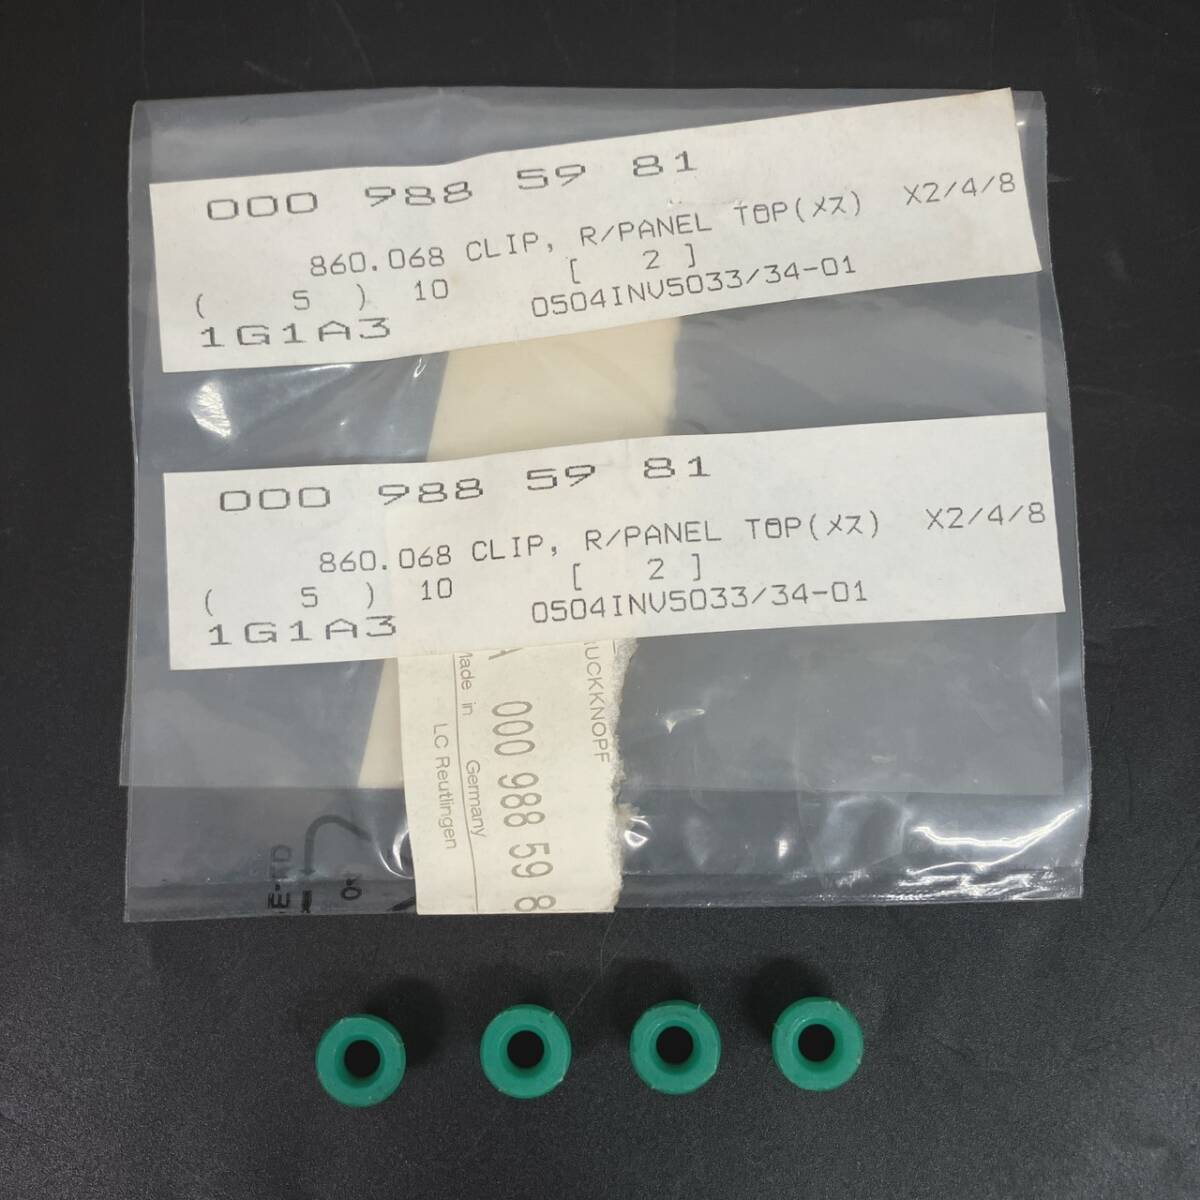 000 988 59 81
860.068 CLIP, R/PANEL TOP(メス) X2/4/8
( 5 ) 10 [ 2 ]
0504INV5033/34-01
1G1A3
000 988 59 81
860.068 CLIP, R/PANEL TOP(メス) X2/4/8
( 5 ) 10 [ 2 ]
0504INV5033/34-01
1G1A3
UCKKNOPF
A 000 988 59 8
Made in Germany
LC Reutlingen